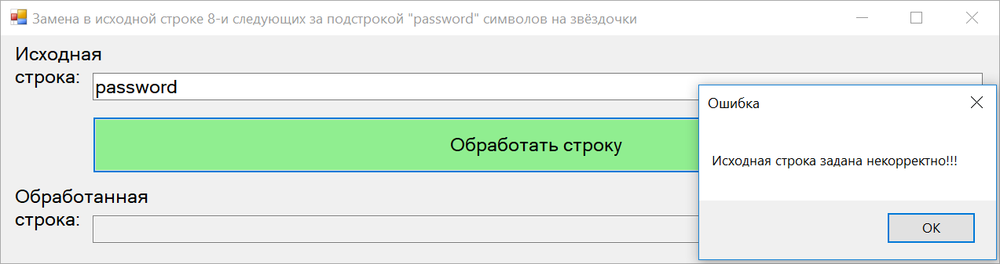 Замена в исходной строке 8-и следующих за подстрокой "password" символов на звёздочки
Исходная
строка:
password
Ошибка
Обработать строку
Исходная строка задана некорректно!!!
Обработанная
строка:
OK